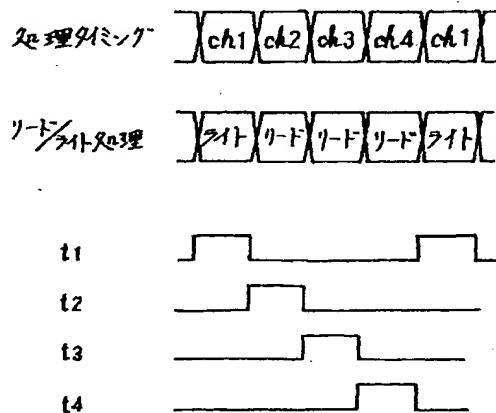 処理タイミング ch1 ch2 ch3 ch4 ch1
リード/ライト処理 ライト リード リード リード ライト
t1
t2
t3
t4